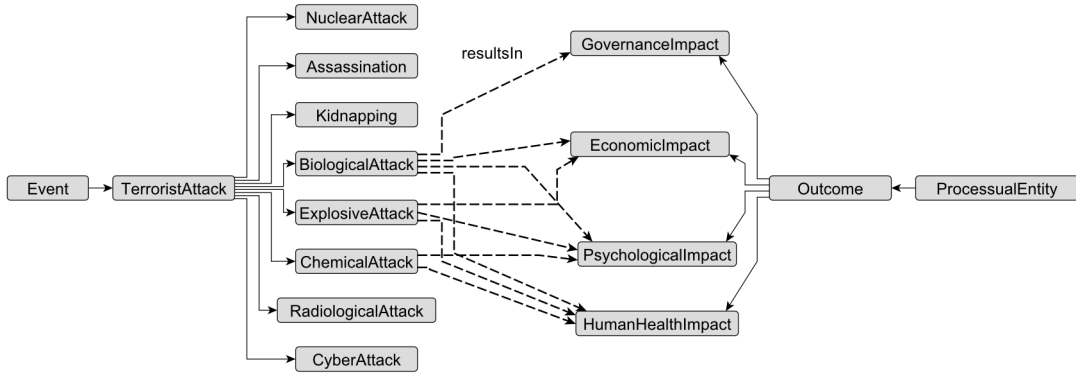 NuclearAttack
Assassination
Kidnapping
BiologicalAttack
ExplosiveAttack
ChemicalAttack
RadiologicalAttack
CyberAttack
Event
TerroristAttack
resultsIn
GovernanceImpact
EconomicImpact
PsychologicalImpact
HumanHealthImpact
Outcome
ProcessualEntity